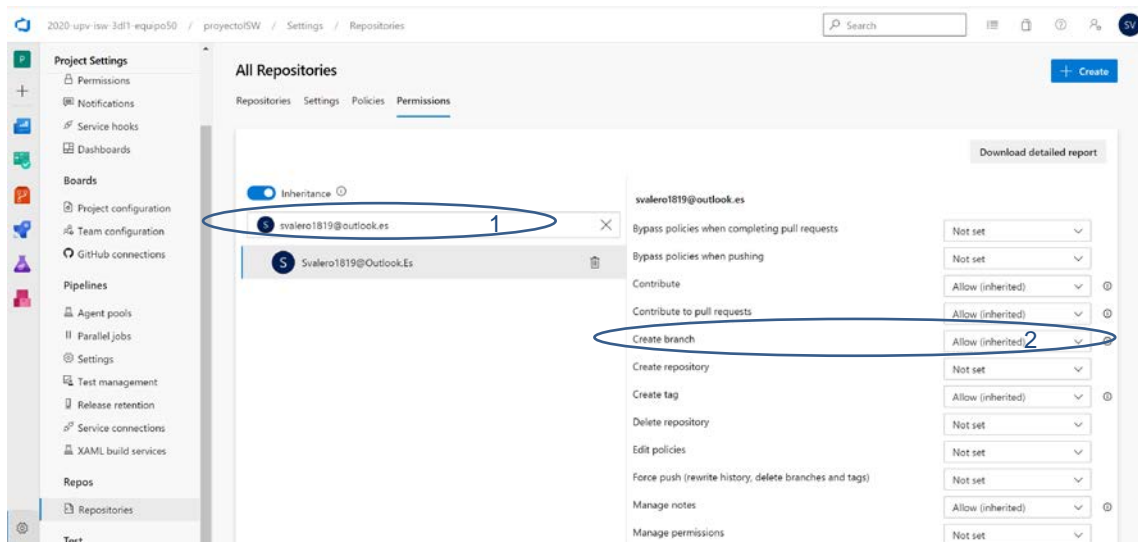 2020-upv-isw-3dl1-equipo50 / proyectoISW / Settings / Repositories
Search
SV
P
Project Settings
Permissions
Notifications
Service hooks
Dashboards
Boards
Project configuration
Team configuration
GitHub connections
Pipelines
Agent pools
Parallel jobs
Settings
Test management
Release retention
Service connections
XAML build services
Repos
Repositories
Test
All Repositories
+ Create
Repositories Settings Policies Permissions
Download detailed report
Inheritance
S svalero1819@outlook.es 1
S Svalero1819@Outlook.Es
svalero1819@outlook.es
Bypass policies when completing pull requests Not set
Bypass policies when pushing Not set
Contribute Allow (inherited)
Contribute to pull requests Allow (inherited)
Create branch Allow (inherited) 2
Create repository Not set
Create tag Allow (inherited)
Delete repository Not set
Edit policies Not set
Force push (rewrite history, delete branches and tags) Not set
Manage notes Allow (inherited)
Manage permissions Not set